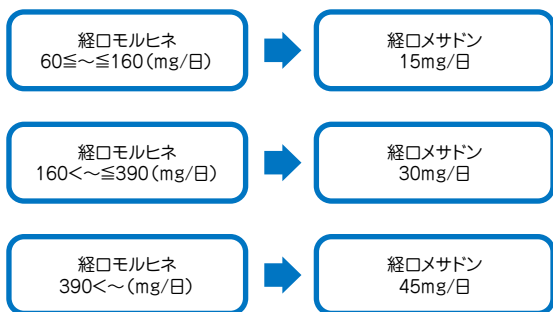 経口モルヒネ
60≦～≦160（mg/日）
経口メサドン
15mg/日
経口モルヒネ
160<～≦390（mg/日）
経口メサドン
30mg/日
経口モルヒネ
390<～（mg/日）
経口メサドン
45mg/日